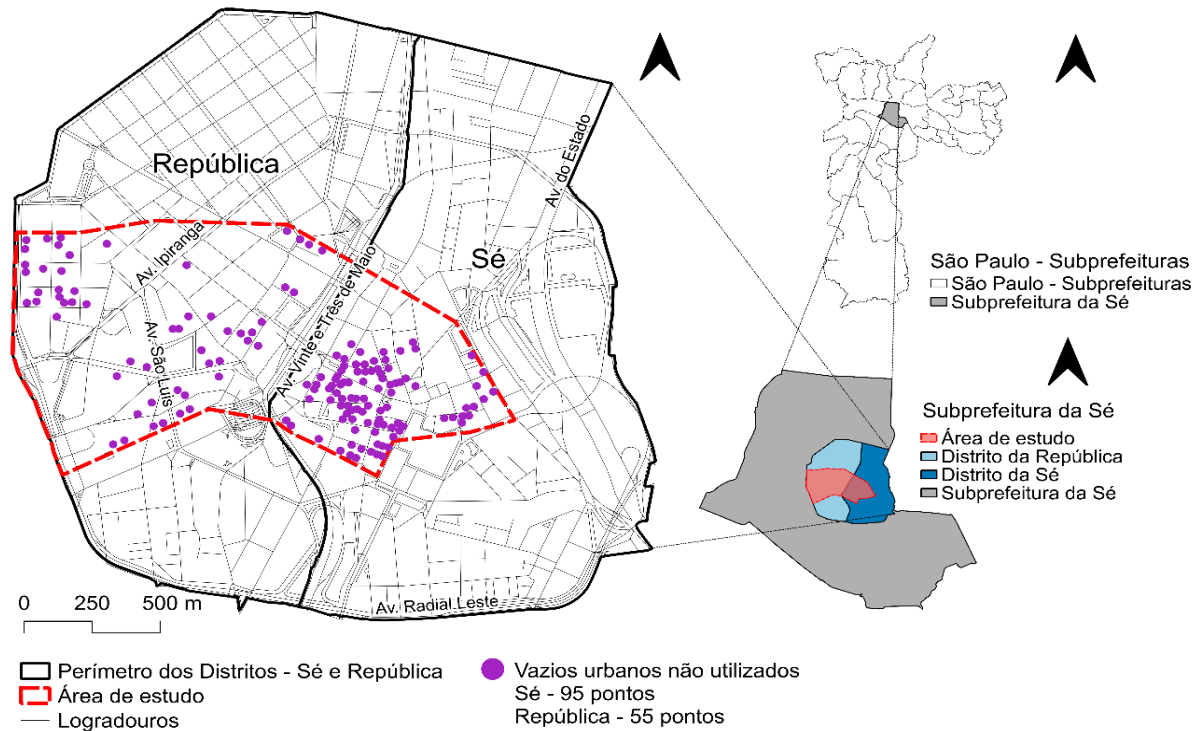 República
Sé
Av. do Estado
Av. Ipiranga
Av. Vinte e Três de Maio
Av. São Luís
Av. Radial Leste
0 250 500 m
Perímetro dos Distritos - Sé e República
Área de estudo
Logradouros
Vazios urbanos não utilizados
Sé - 95 pontos
República - 55 pontos
São Paulo - Subprefeituras
São Paulo - Subprefeituras
Subprefeitura da Sé
Subprefeitura da Sé
Área de estudo
Distrito da República
Distrito da Sé
Subprefeitura da Sé